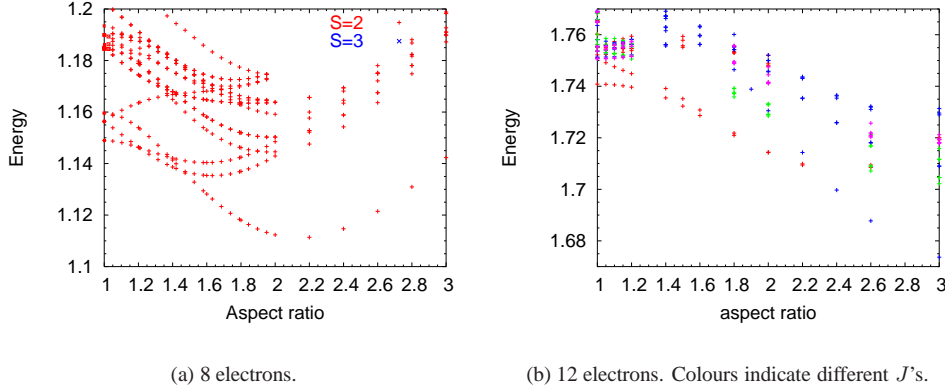 1.2
1.18
1.16
1.14
1.12
1.1
Energy
1 1.2 1.4 1.6 1.8 2 2.2 2.4 2.6 2.8 3
Aspect ratio
S=2
S=3
1.76
1.74
1.72
1.7
1.68
Energy
1 1.2 1.4 1.6 1.8 2 2.2 2.4 2.6 2.8 3
aspect ratio
(a) 8 electrons.
(b) 12 electrons. Colours indicate different J's.